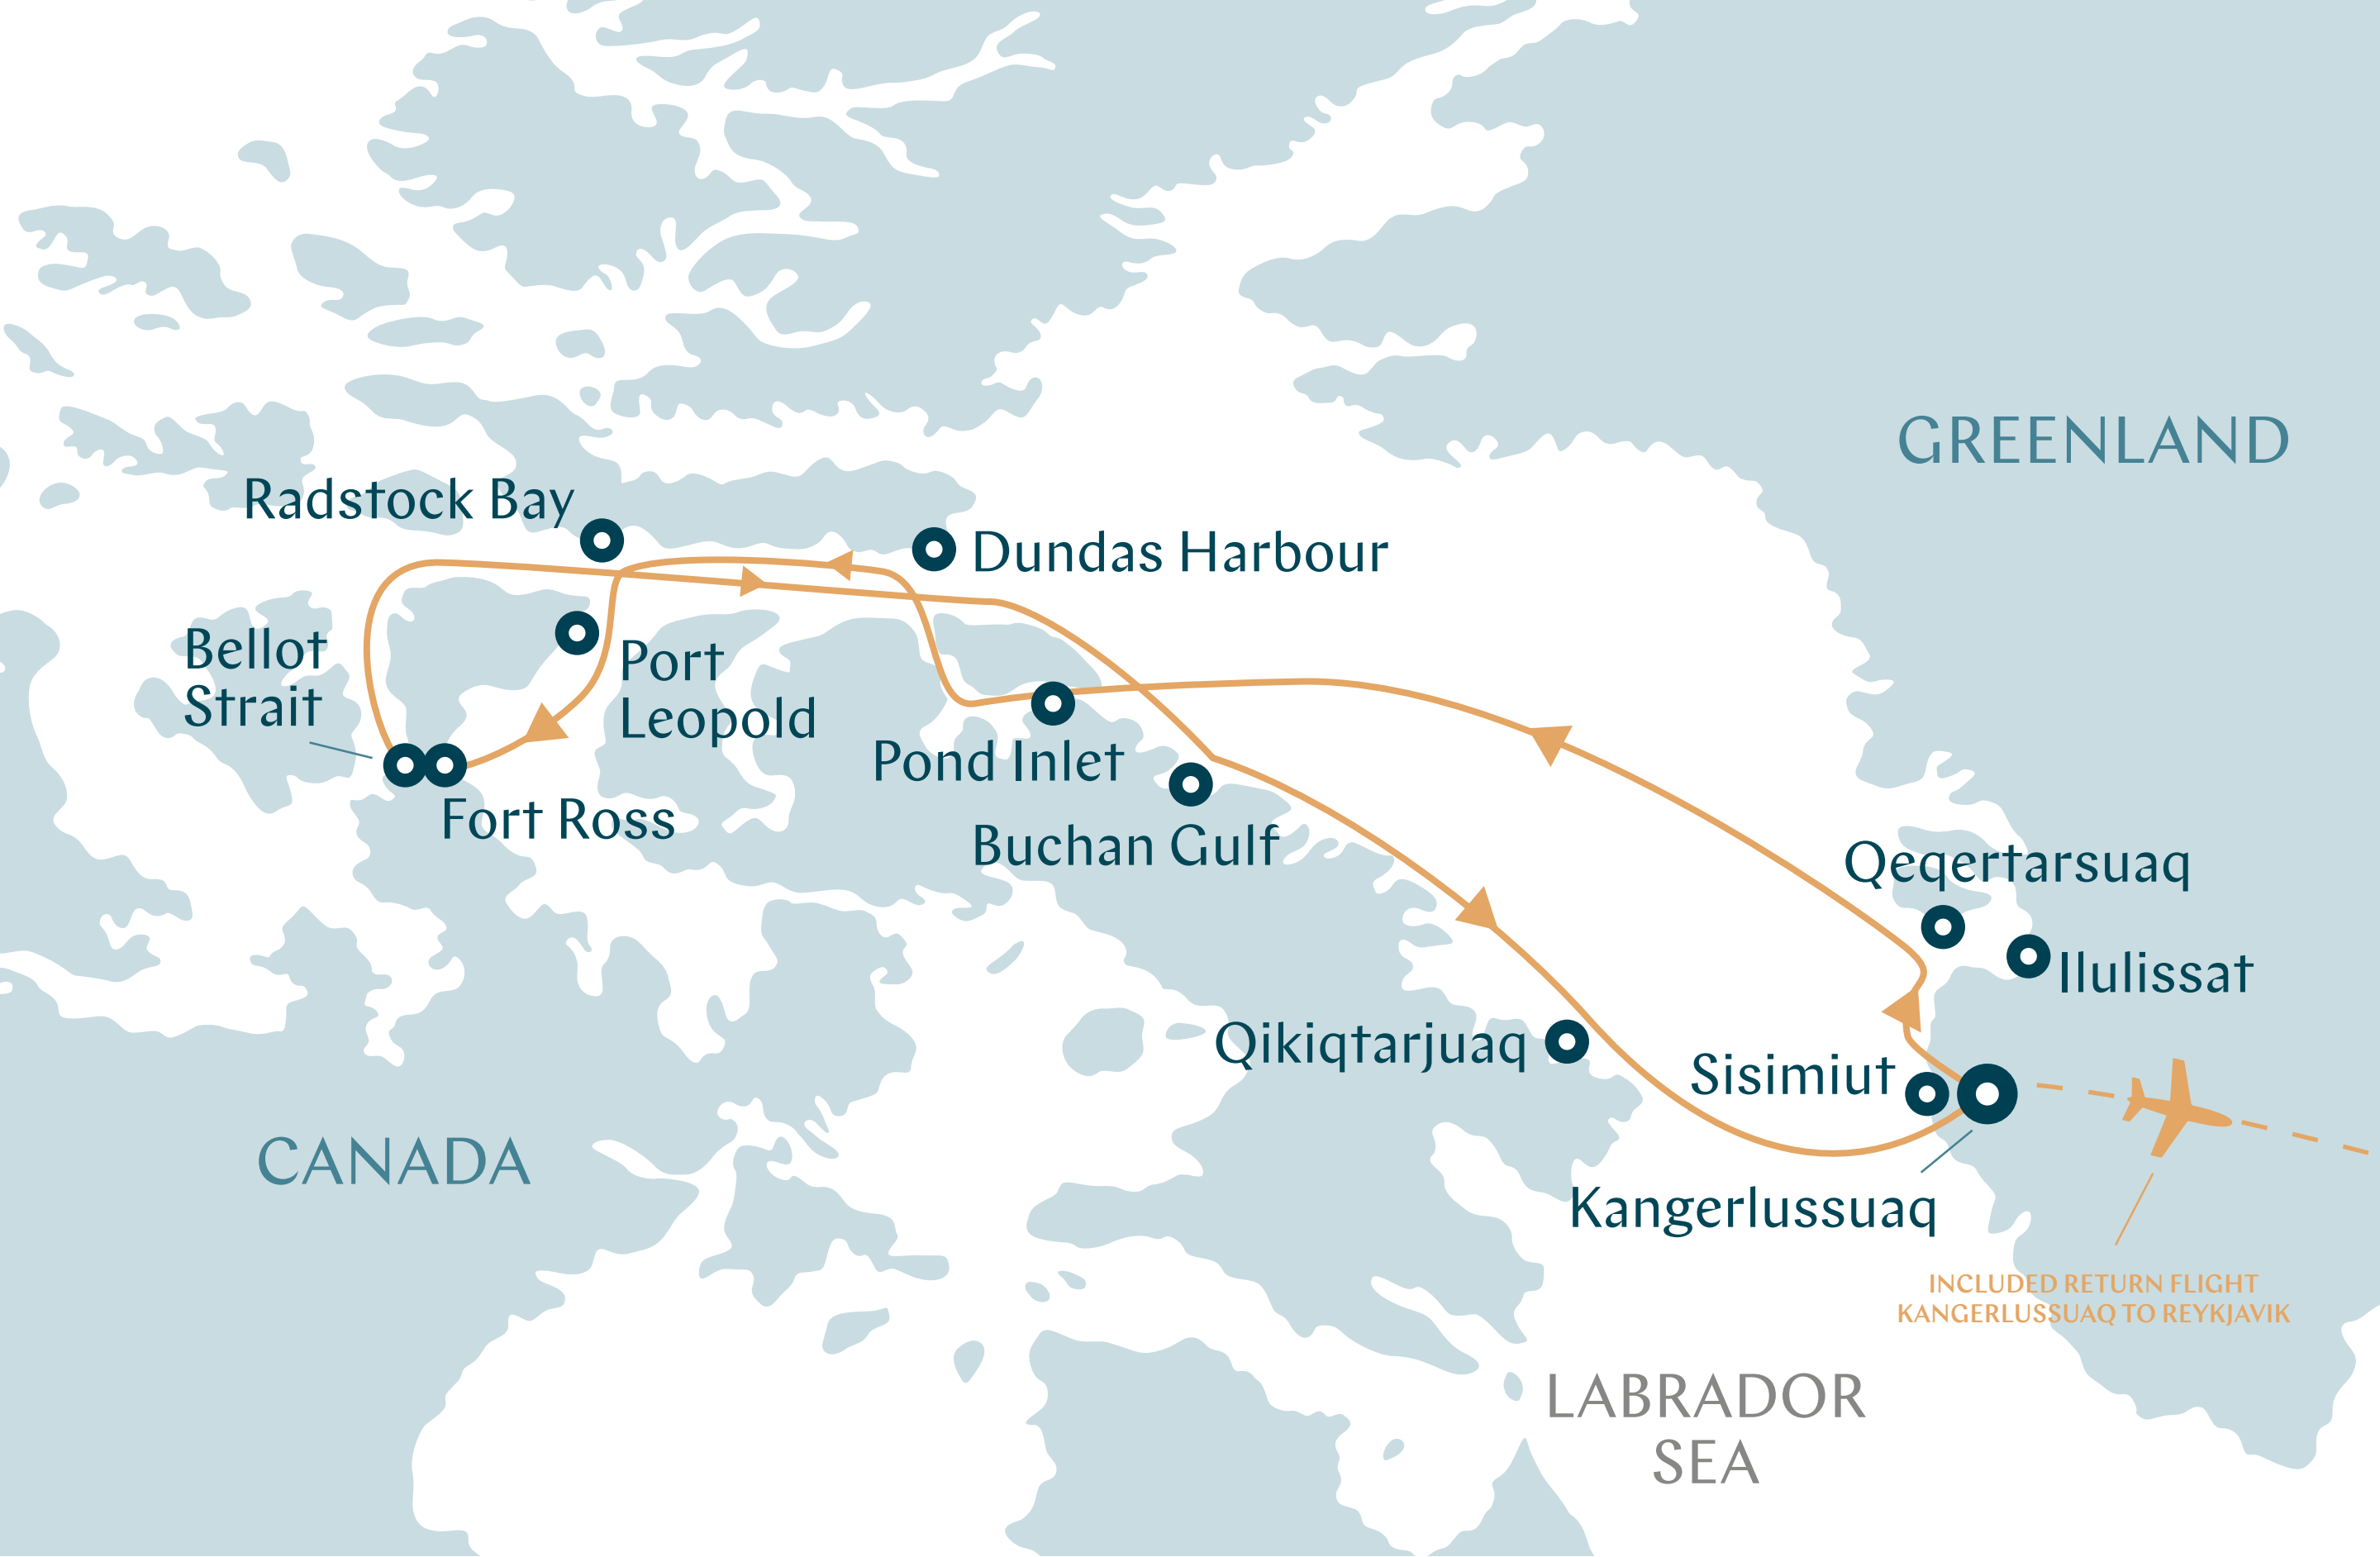 GREENLAND
Radstock Bay
Dundas Harbour
Bellot
Strait
Port
Leopold
Pond Inlet
Fort Ross
Buchan Gulf
Qeqertarsuaq
Ilulissat
Qikiqtarjuaq
Sisimiut
CANADA
Kangerlussuaq
INCLUDED RETURN FLIGHT
KANGERLUSSUAQ TO REYKJAVIK
LABRADOR
SEA